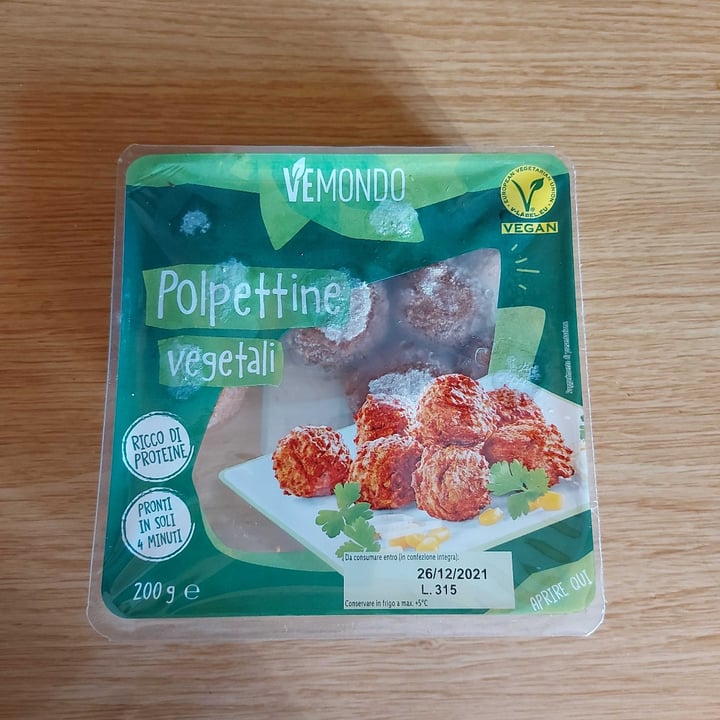 VEMONDO
EUROPEAN VEGETARIAN UNION
V-LABEL.EU
VEGAN
Polpettine
vegetali
RICCO DI
PROTEINE
PRONTI
IN SOLI
4 MINUTI
200 g e
Da consumare entro (in confezione integra):
26/12/2021
L. 315
Conservare in frigo a max. +5°C
APRIRE QUI